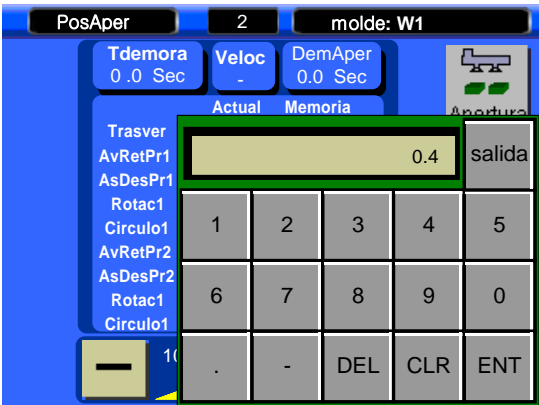 PosAper 2 molde: W1
Tdemora Veloc DemAper
0 .0 Sec - 0.0 Sec
Actual Memoria
Apertura
Trasver
AvRetPr1
AsDesPr1
Rotac1
Circulo1
AvRetPr2
AsDesPr2
Rotac1
Circulo1
0.4 salida
1 2 3 4 5
6 7 8 9 0
. - DEL CLR ENT
10